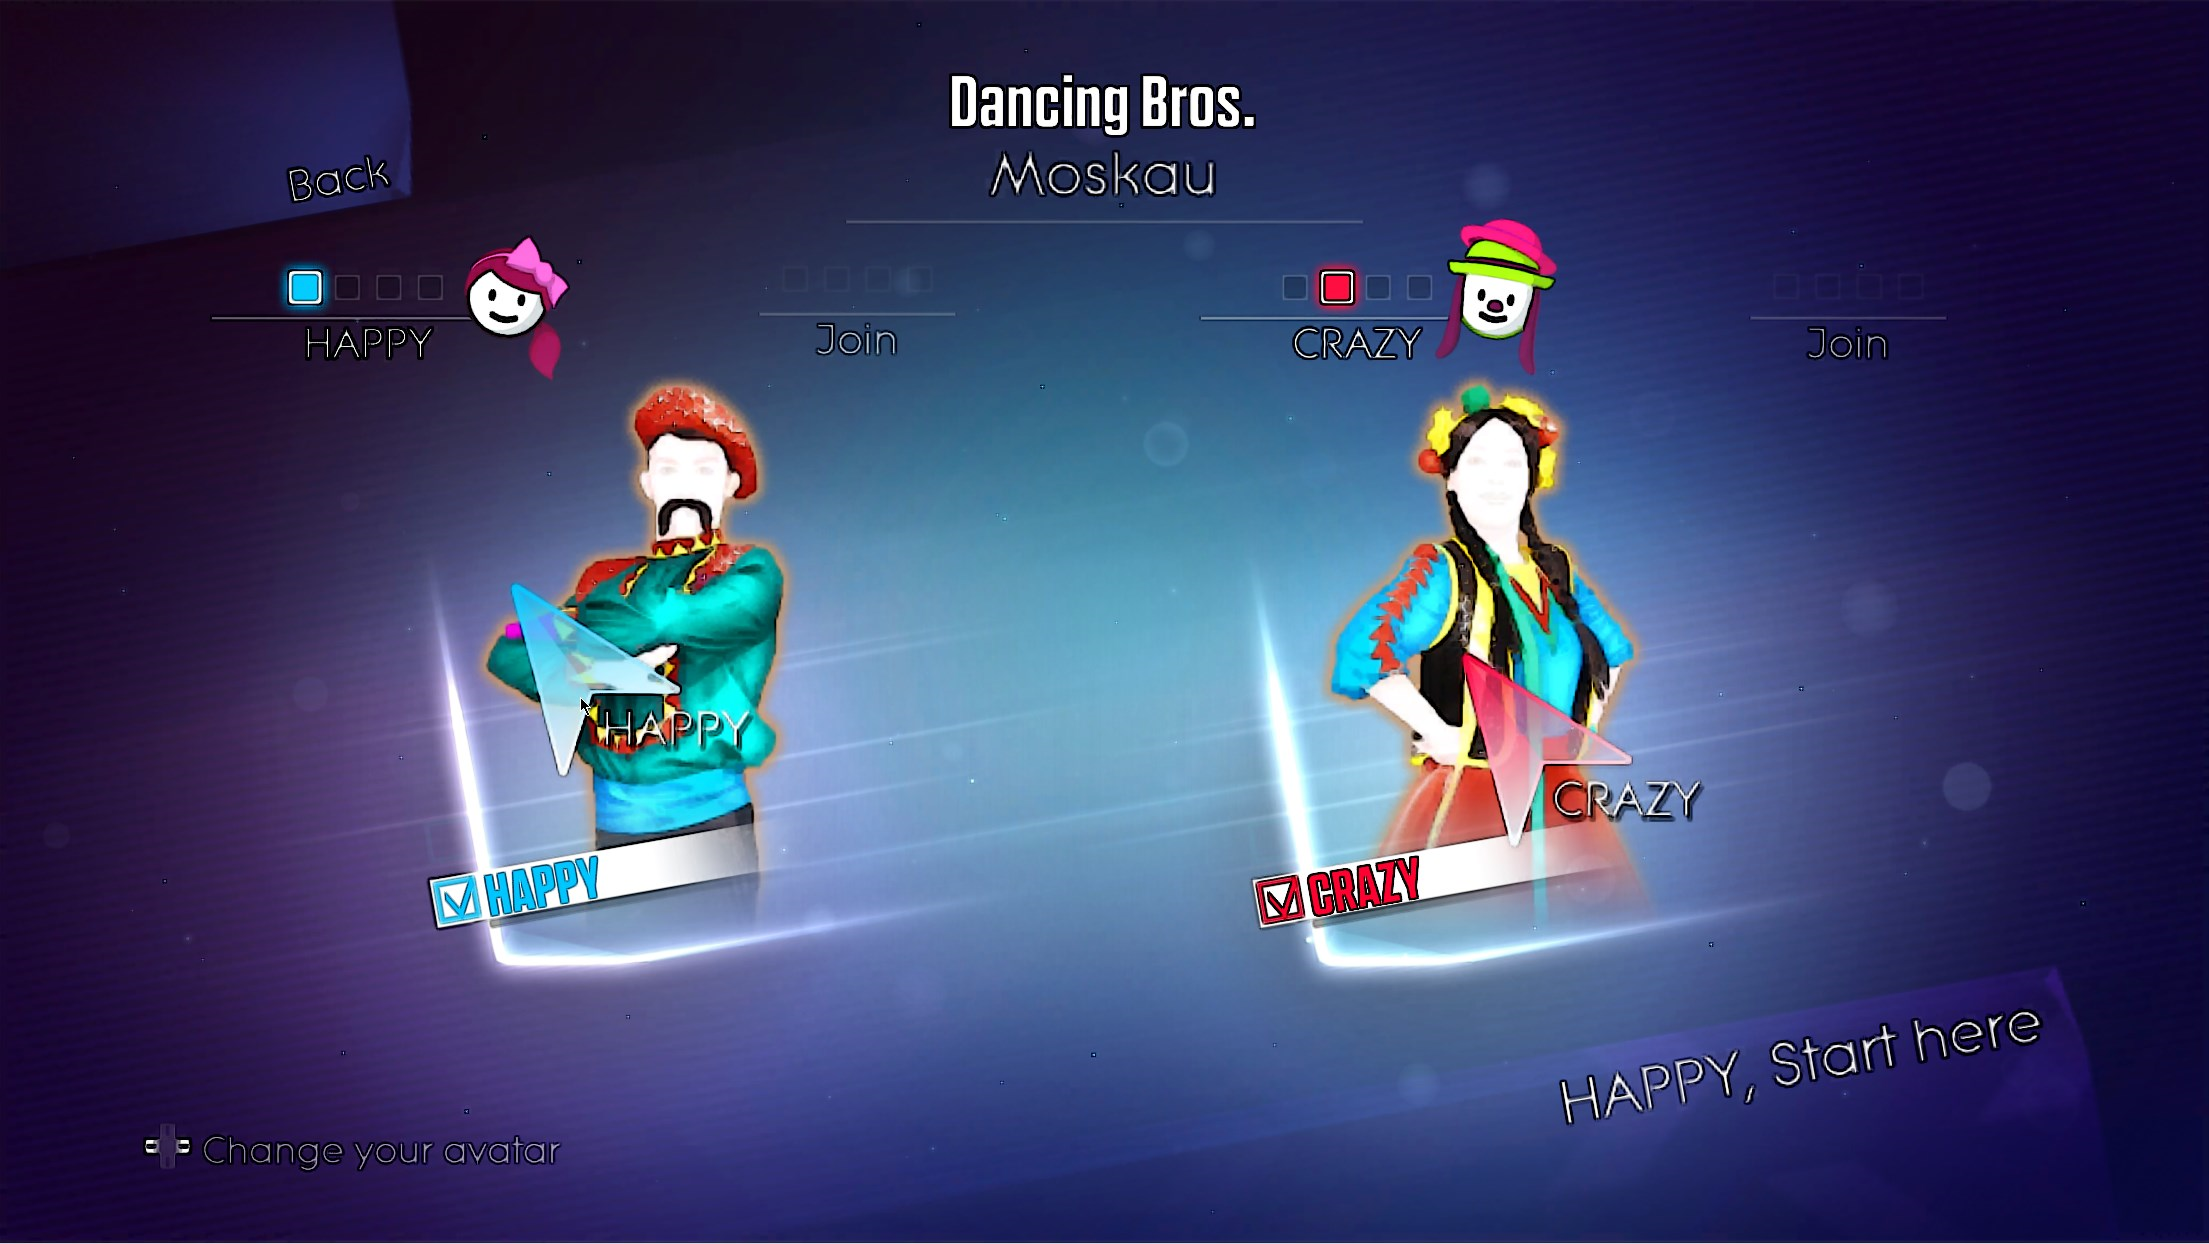 Dancing Bros.
Moskau
Back
HAPPY
Join
CRAZY
Join
HAPPY
CRAZY
HAPPY
CRAZY
HAPPY, Start here
Change your avatar